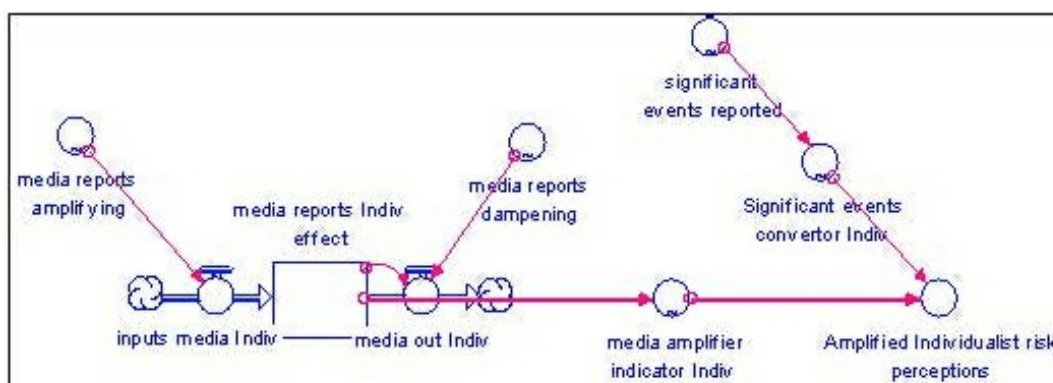 significant
events reported
media reports
amplifying
media reports
dampening
media reports Indiv
effect
Significant events
convertor Indiv
inputs media Indiv
media out Indiv
media amplifier
indicator Indiv
Amplified Individualist risk
perceptions